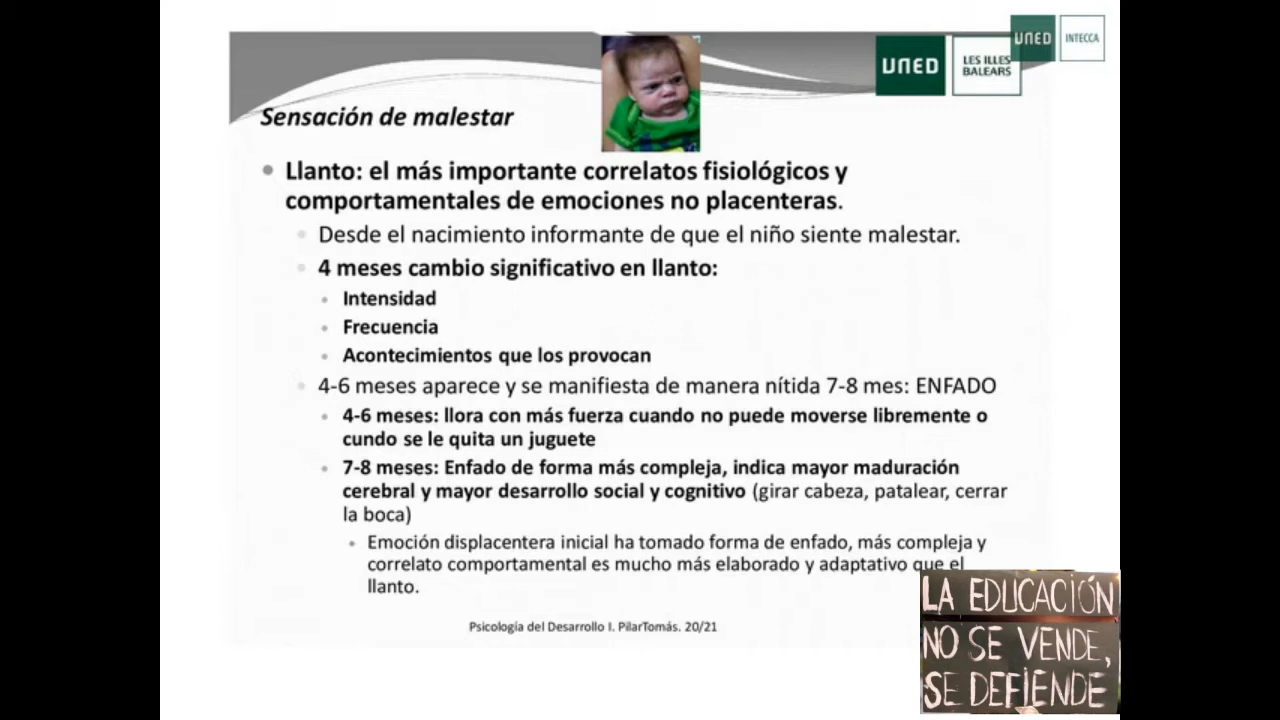 UNED
INTECCA
UNED
LES ILLES
BALEARS
Sensación de malestar
Llanto: el más importante correlatos fisiológicos y
comportamentales de emociones no placenteras.
Desde el nacimiento informante de que el niño siente malestar.
4 meses cambio significativo en llanto:
Intensidad
Frecuencia
Acontecimientos que los provocan
4-6 meses aparece y se manifiesta de manera nítida 7-8 mes: ENFADO
4-6 meses: llora con más fuerza cuando no puede moverse libremente o
cundo se le quita un juguete
7-8 meses: Enfado de forma más compleja, indica mayor maduración
cerebral y mayor desarrollo social y cognitivo (girar cabeza, patalear, cerrar
la boca)
Emoción displacentera inicial ha tomado forma de enfado, más compleja y
correlato comportamental es mucho más elaborado y adaptativo que el
llanto.
Psicología del Desarrollo I. PilarTomás. 20/21
LA EDUCACIÓN
NO SE VENDE,
SE DEFIENDE